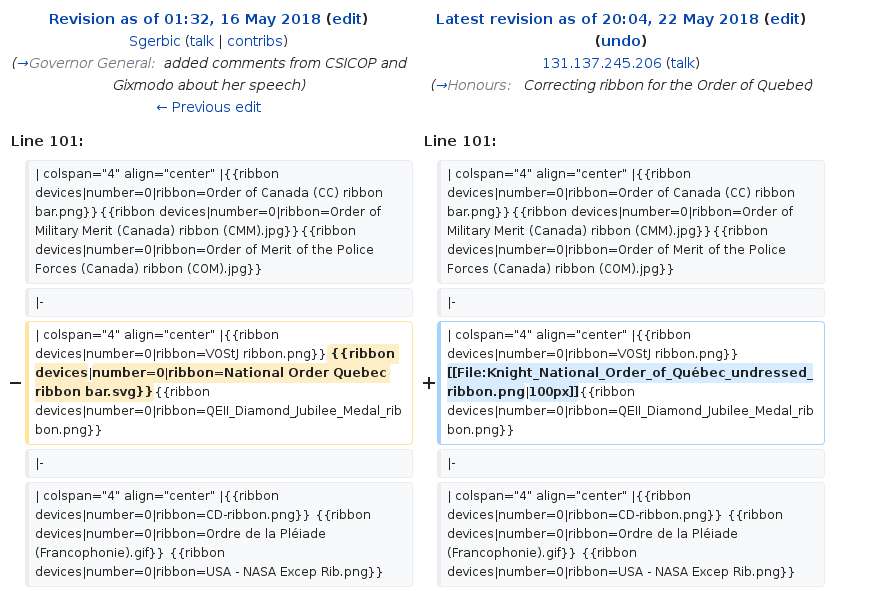 Revision as of 01:32, 16 May 2018 (edit)
Sgerbic (talk | contribs)
(→Governor General: added comments from CSICOP and
Gixmodo about her speech)
← Previous edit
Latest revision as of 20:04, 22 May 2018 (edit)
(undo)
131.137.245.206 (talk)
(→Honours: Correcting ribbon for the Order of Quebec)
Line 101:
Line 101:
| colspan="4" align="center" |{{ribbon
devices|number=0|ribbon=Order of Canada (CC) ribbon
bar.png}}{{ribbon devices|number=0|ribbon=Order of
Military Merit (Canada) ribbon (CMM).jpg}}{{ribbon
devices|number=0|ribbon=Order of Merit of the Police
Forces (Canada) ribbon (COM).jpg}}
| colspan="4" align="center" |{{ribbon
devices|number=0|ribbon=Order of Canada (CC) ribbon
bar.png}}{{ribbon devices|number=0|ribbon=Order of
Military Merit (Canada) ribbon (CMM).jpg}}{{ribbon
devices|number=0|ribbon=Order of Merit of the Police
Forces (Canada) ribbon (COM).jpg}}
|-
|-
−
| colspan="4" align="center" |{{ribbon
devices|number=0|ribbon=VOStJ ribbon.png}} {{ribbon
devices|number=0|ribbon=National Order Quebec
ribbon bar.svg}}{{ribbon
devices|number=0|ribbon=QEII_Diamond_Jubilee_Medal_rib
bon.png}}
+
| colspan="4" align="center" |{{ribbon
devices|number=0|ribbon=VOStJ ribbon.png}}
[[File:Knight_National_Order_of_Québec_undressed_
ribbon.png|100px]]{{ribbon
devices|number=0|ribbon=QEII_Diamond_Jubilee_Medal_rib
bon.png}}
|-
|-
| colspan="4" align="center" |{{ribbon
devices|number=0|ribbon=CD-ribbon.png}} {{ribbon
devices|number=0|ribbon=Ordre de la Pléiade
(Francophonie).gif}} {{ribbon
devices|number=0|ribbon=USA - NASA Excep Rib.png}}
| colspan="4" align="center" |{{ribbon
devices|number=0|ribbon=CD-ribbon.png}} {{ribbon
devices|number=0|ribbon=Ordre de la Pléiade
(Francophonie).gif}} {{ribbon
devices|number=0|ribbon=USA - NASA Excep Rib.png}}